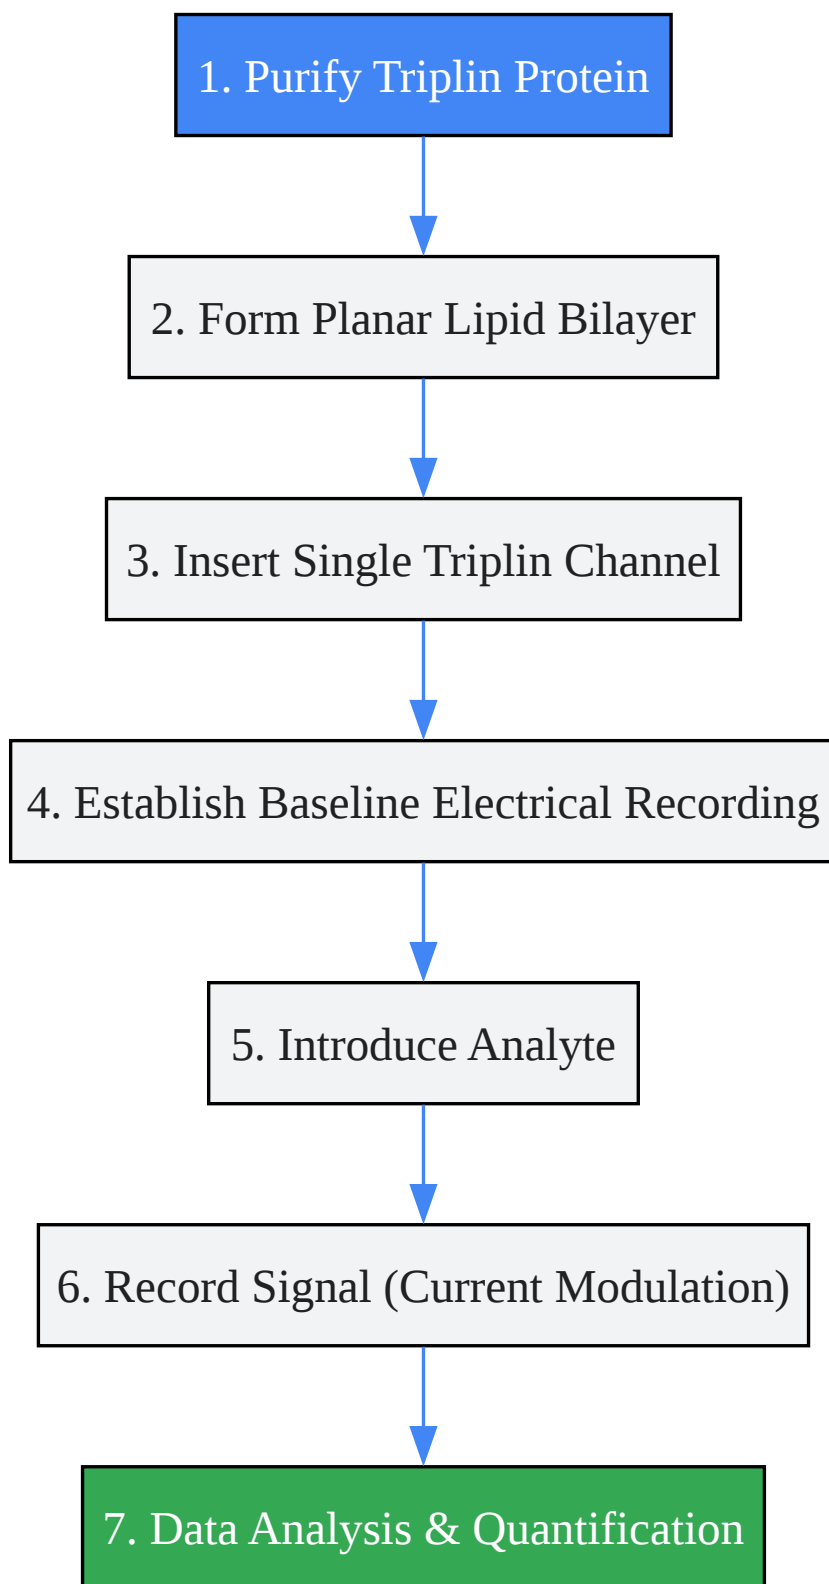 1. Purify Triplin Protein
2. Form Planar Lipid Bilayer
3. Insert Single Triplin Channel
4. Establish Baseline Electrical Recording
5. Introduce Analyte
6. Record Signal (Current Modulation)
7. Data Analysis & Quantification